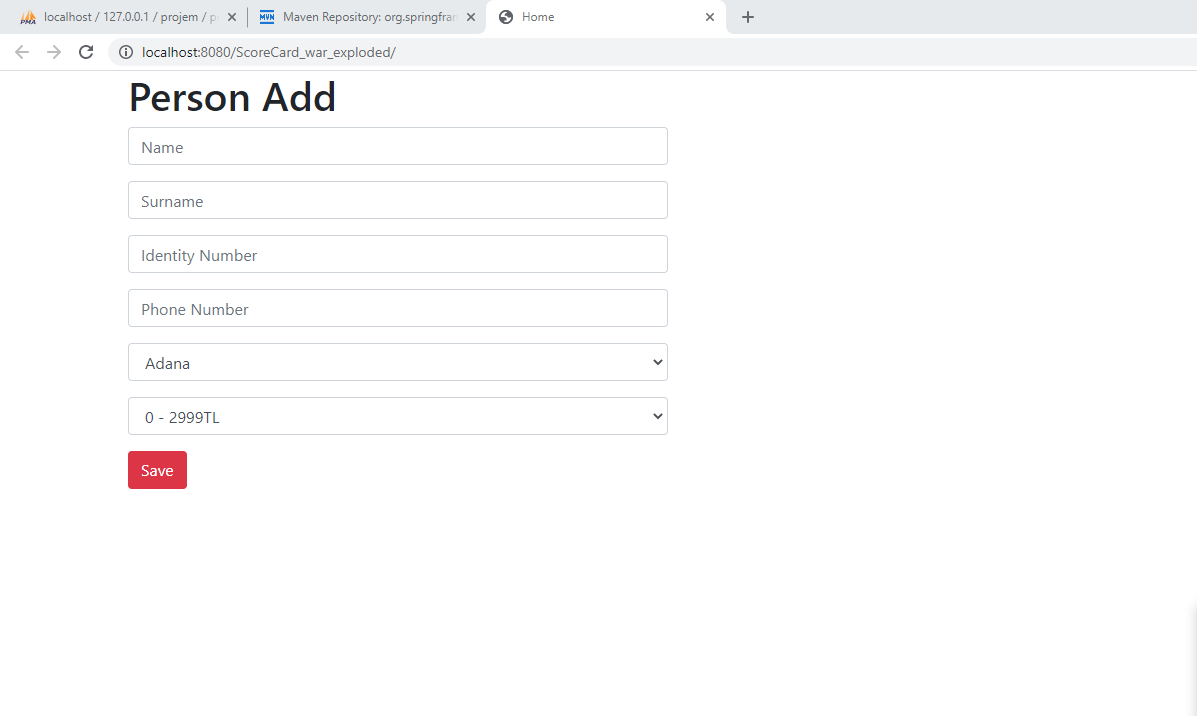 localhost / 127.0.0.1 / projem / p
Maven Repository: org.springfran
Home
localhost:8080/ScoreCard_war_exploded/
Person Add
Name
Surname
Identity Number
Phone Number
Adana
0 - 2999TL
Save